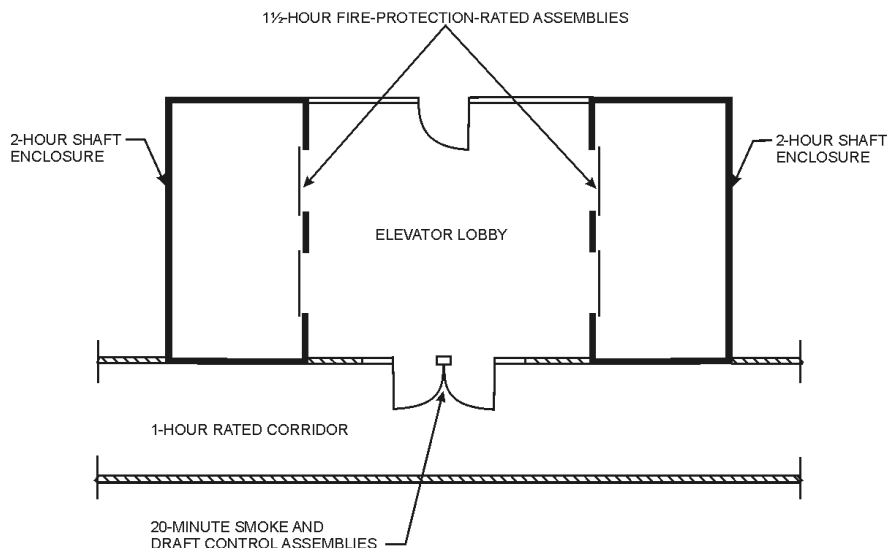 1½-HOUR FIRE-PROTECTION-RATED ASSEMBLIES
2-HOUR SHAFT
ENCLOSURE
2-HOUR SHAFT
ENCLOSURE
ELEVATOR LOBBY
1-HOUR RATED CORRIDOR
20-MINUTE SMOKE AND
DRAFT CONTROL ASSEMBLIES